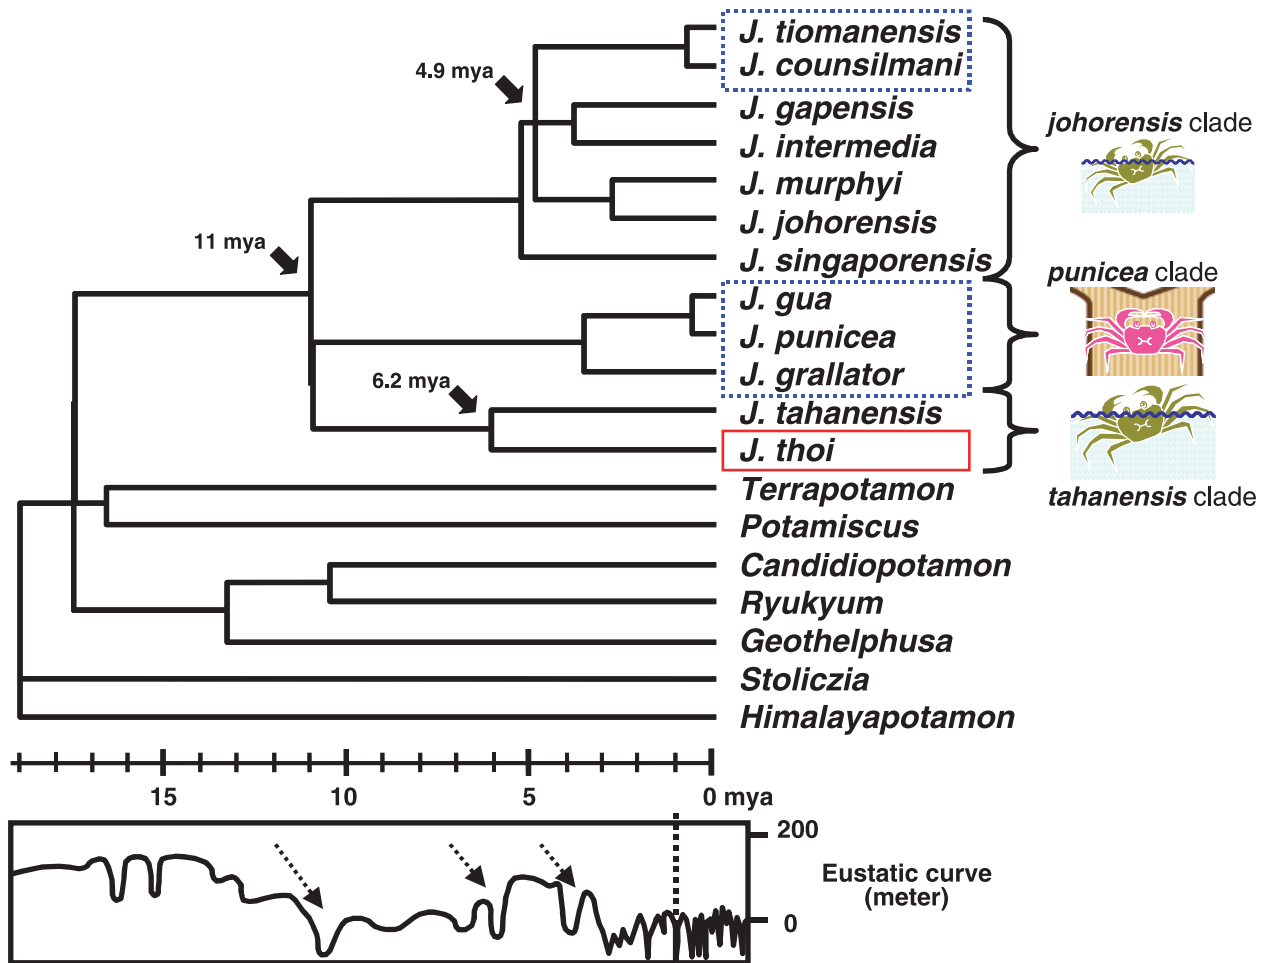 J. tiomanensis
J. counsilmani
4.9 mya
J. gapensis
johorensis clade
J. intermedia
J. murphyi
J. johorensis
11 mya
J. singaporensis
punicea clade
J. gua
J. punicea
J. grallator
6.2 mya
J. tahanensis
J. thoi
Terrapotamon
tahanensis clade
Potamiscus
Candidiopotamon
Ryukyum
Geothelphusa
Stoliczia
Himalayapotamon
15 10 5 0 mya
200
Eustatic curve
(meter)
0